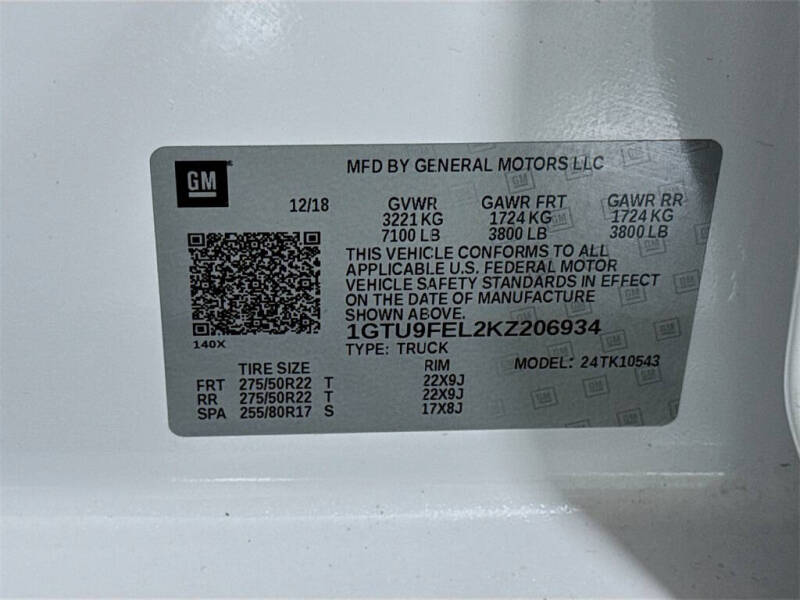 GM
MFD BY GENERAL MOTORS LLC
12/18 GVWR GAWR FRT GAWR RR
3221 KG 1724 KG 1724 KG
7100 LB 3800 LB 3800 LB
THIS VEHICLE CONFORMS TO ALL
APPLICABLE U.S. FEDERAL MOTOR
VEHICLE SAFETY STANDARDS IN EFFECT
ON THE DATE OF MANUFACTURE
SHOWN ABOVE.
1GTU9FEL2KZ206934
140X
TYPE: TRUCK
TIRE SIZE RIM MODEL: 24TK10543
FRT 275/50R22 T 22X9J
RR 275/50R22 T 22X9J
SPA 255/80R17 S 17X8J